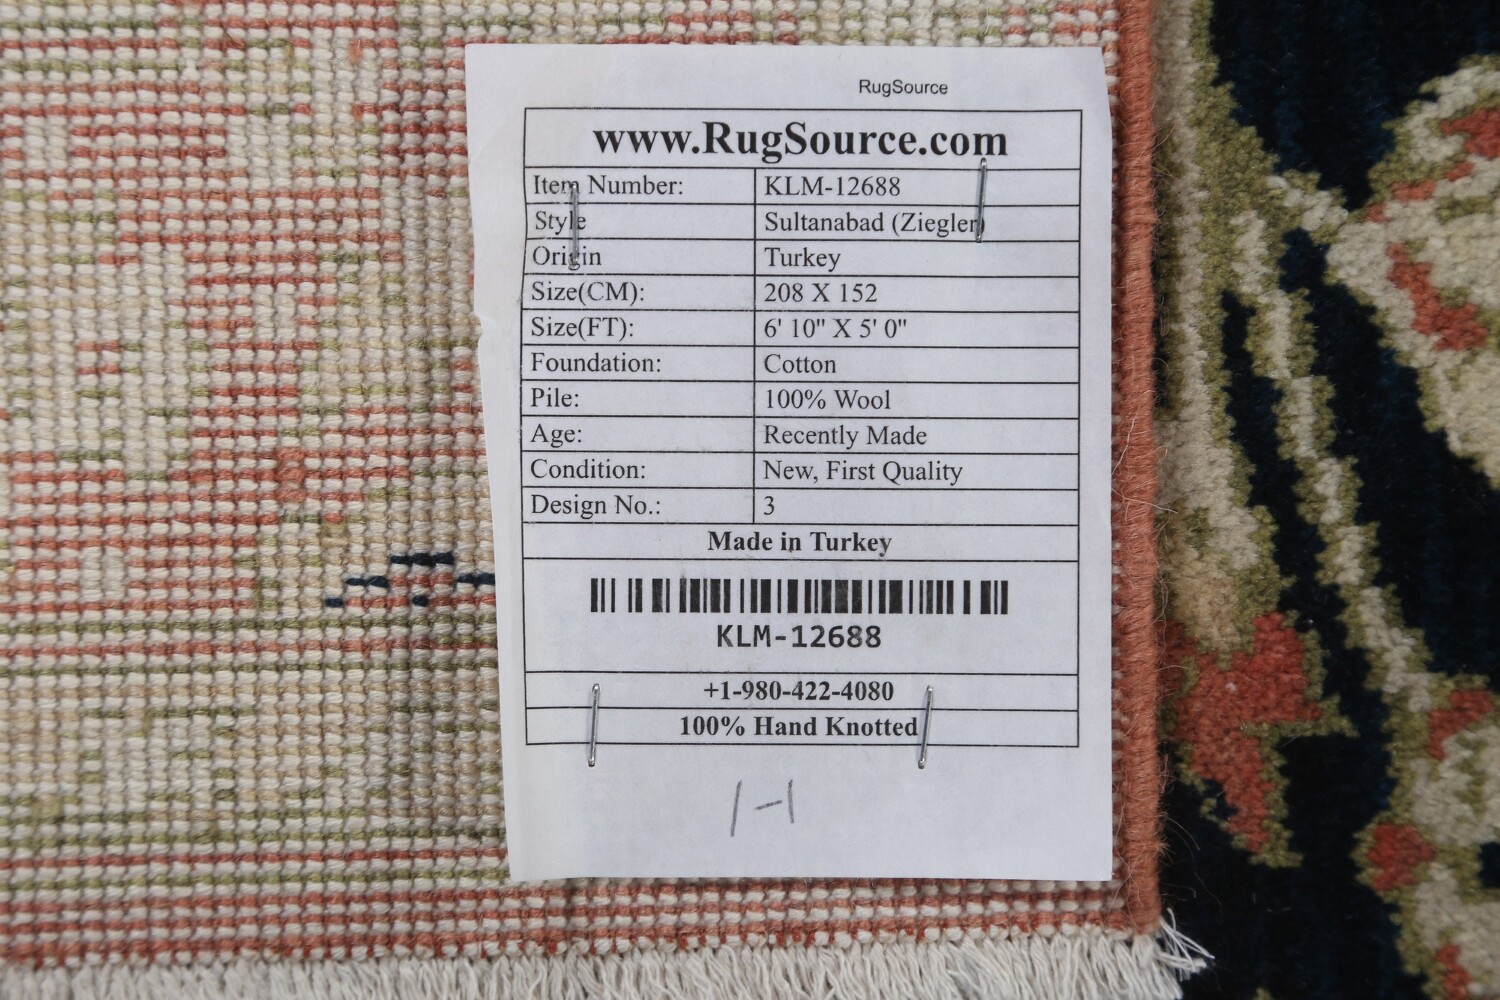 RugSource
www.RugSource.com
Item Number: KLM-12688
Style Sultanabad (Ziegler)
Origin Turkey
Size(CM): 208 X 152
Size(FT): 6' 10" X 5' 0"
Foundation: Cotton
Pile: 100% Wool
Age: Recently Made
Condition: New, First Quality
Design No.: 3
Made in Turkey
KLM-12688
+1-980-422-4080
100% Hand Knotted
1-1